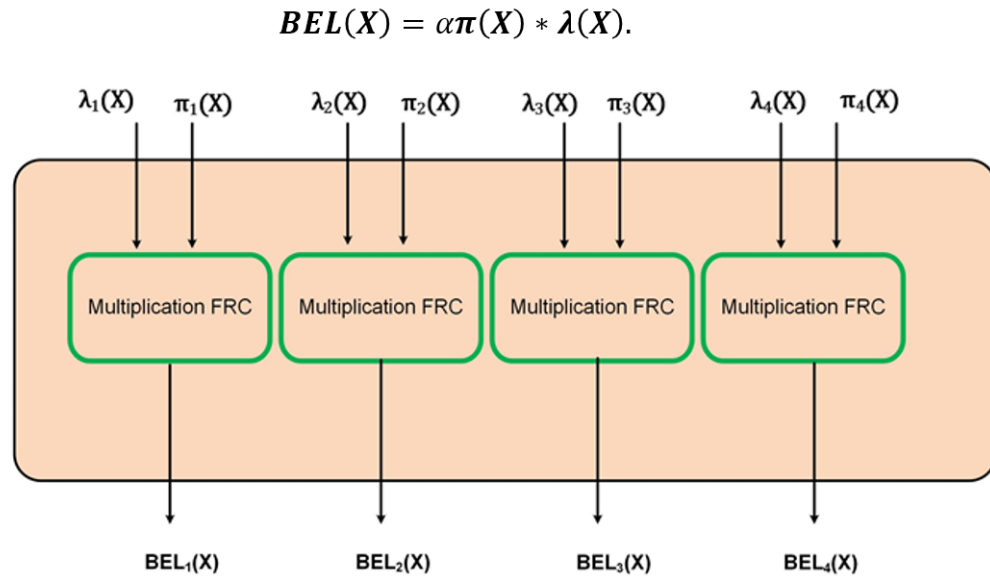 BEL(X) = απ(X) * λ(X).
λ₁(X) π₁(X) λ₂(X) π₂(X) λ₃(X) π₃(X) λ₄(X) π₄(X)
Multiplication FRC Multiplication FRC Multiplication FRC Multiplication FRC
BEL₁(X) BEL₂(X) BEL₃(X) BEL₄(X)